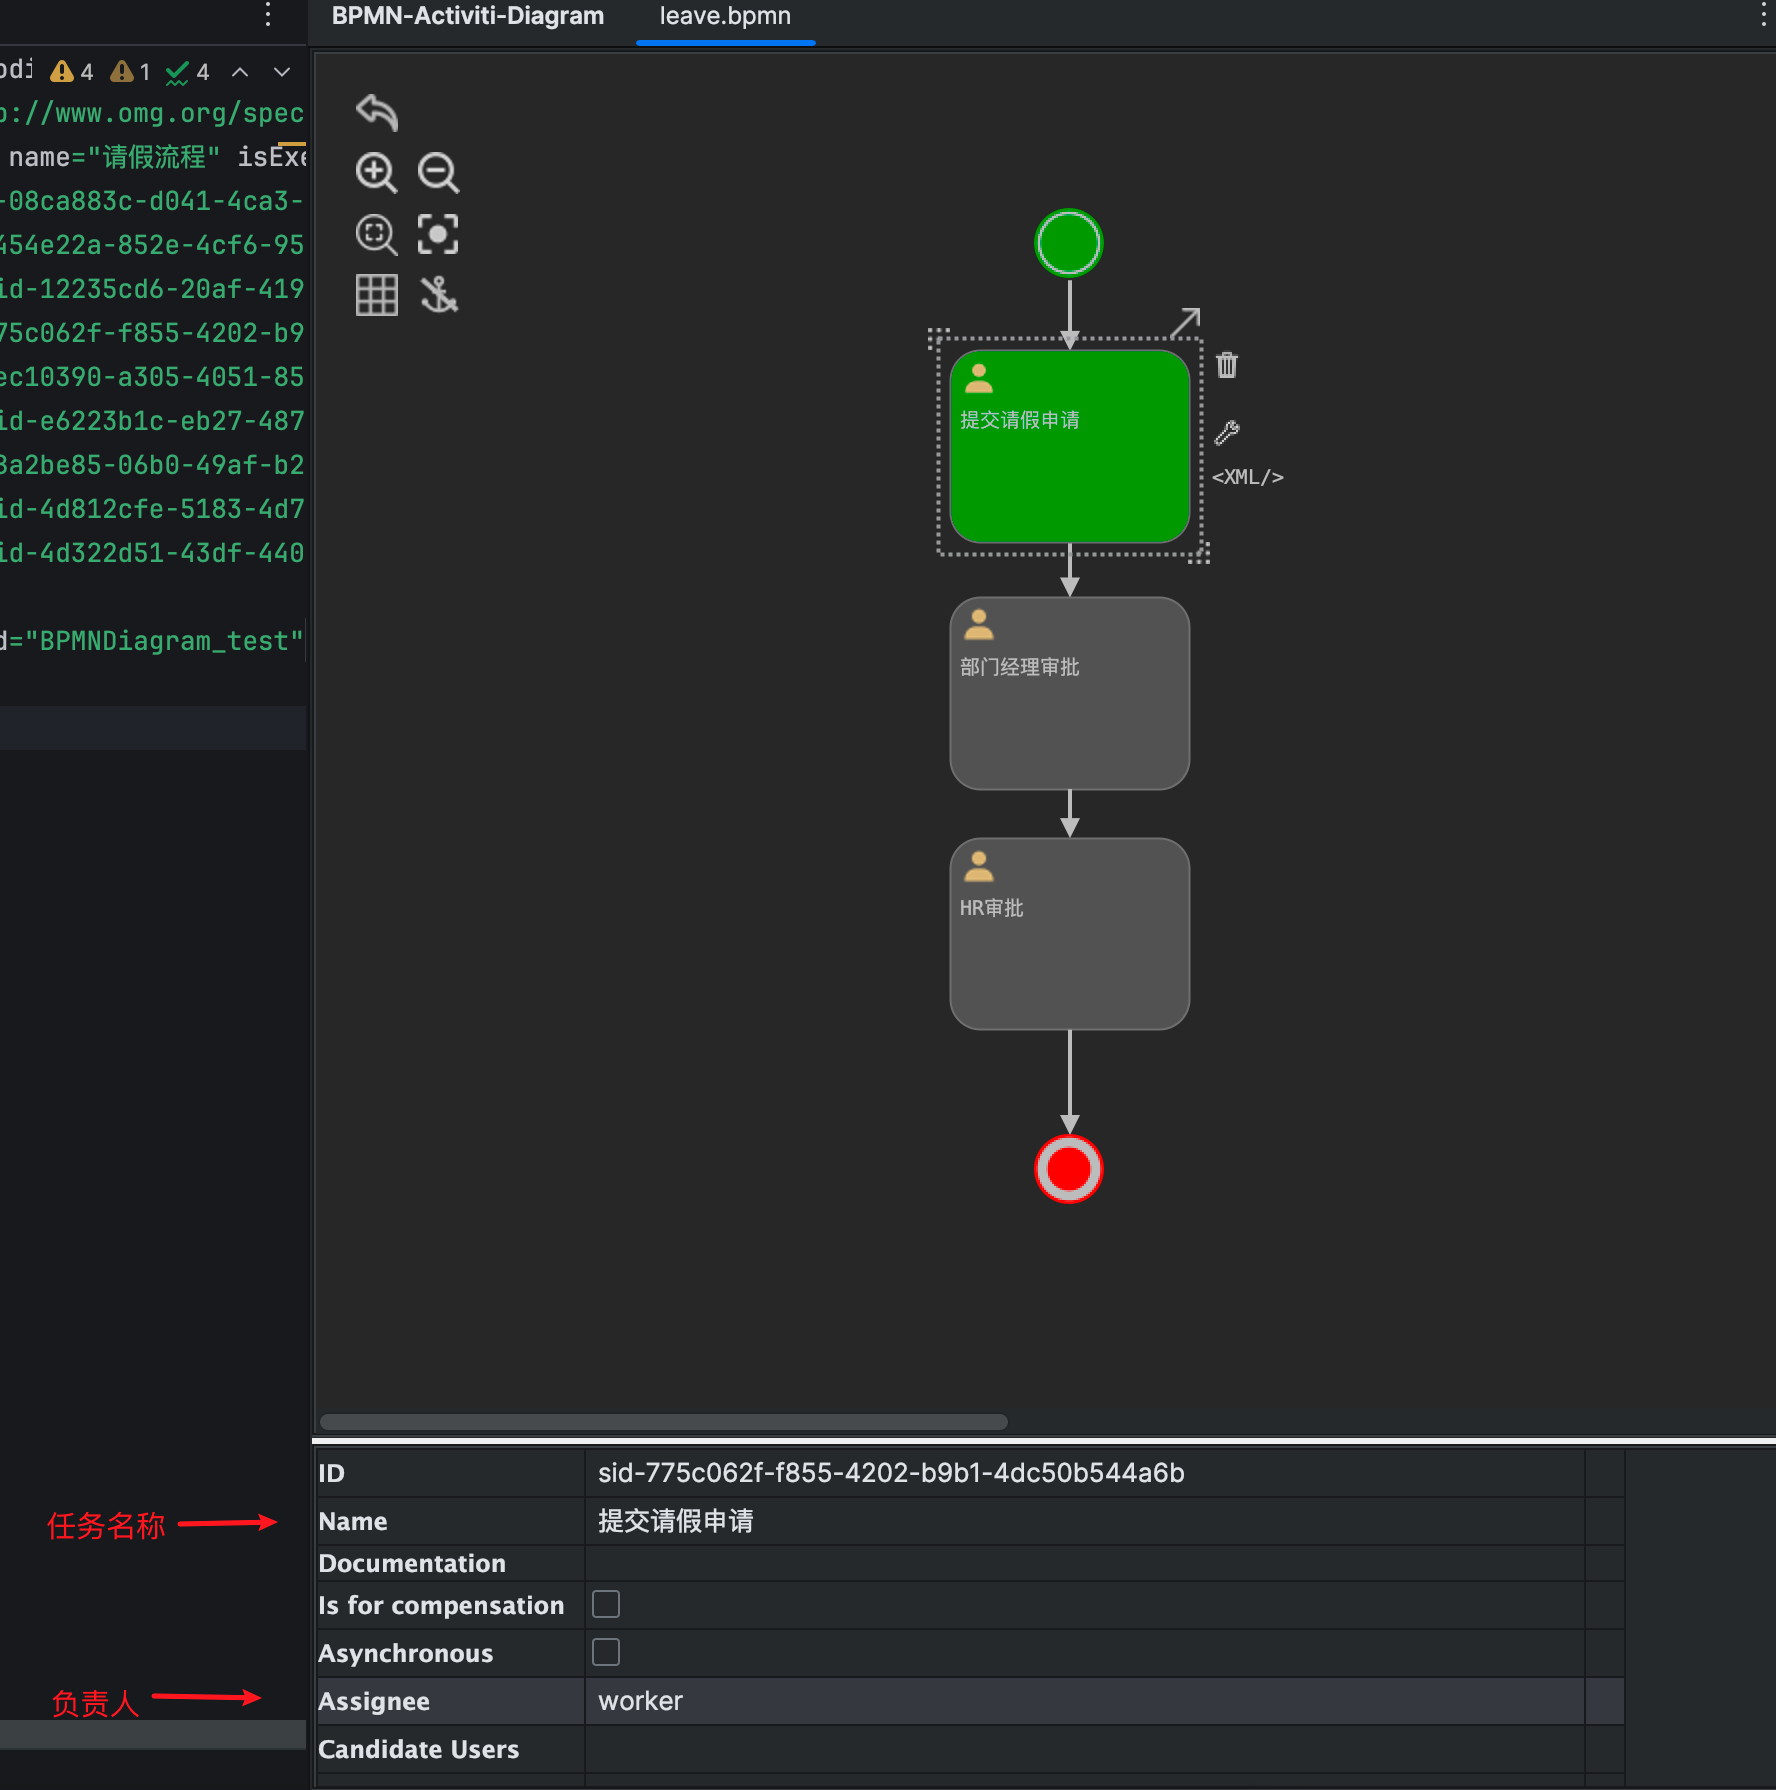 BPMN-Activiti-Diagram
leave.bpmn
4 1 4
p://www.omg.org/spec
name="请假流程" isExe
-08ca883c-d041-4ca3-
454e22a-852e-4cf6-95
id-12235cd6-20af-419
75c062f-f855-4202-b9
ec10390-a305-4051-85
id-e6223b1c-eb27-487
3a2be85-06b0-49af-b2
id-4d812cfe-5183-4d7
id-4d322d51-43df-440
d="BPMNDiagram_test"
提交请假申请
<XML/>
部门经理审批
HR审批
ID
sid-775c062f-f855-4202-b9b1-4dc50b544a6b
任务名称
Name
提交请假申请
Documentation
Is for compensation
Asynchronous
负责人
Assignee
worker
Candidate Users